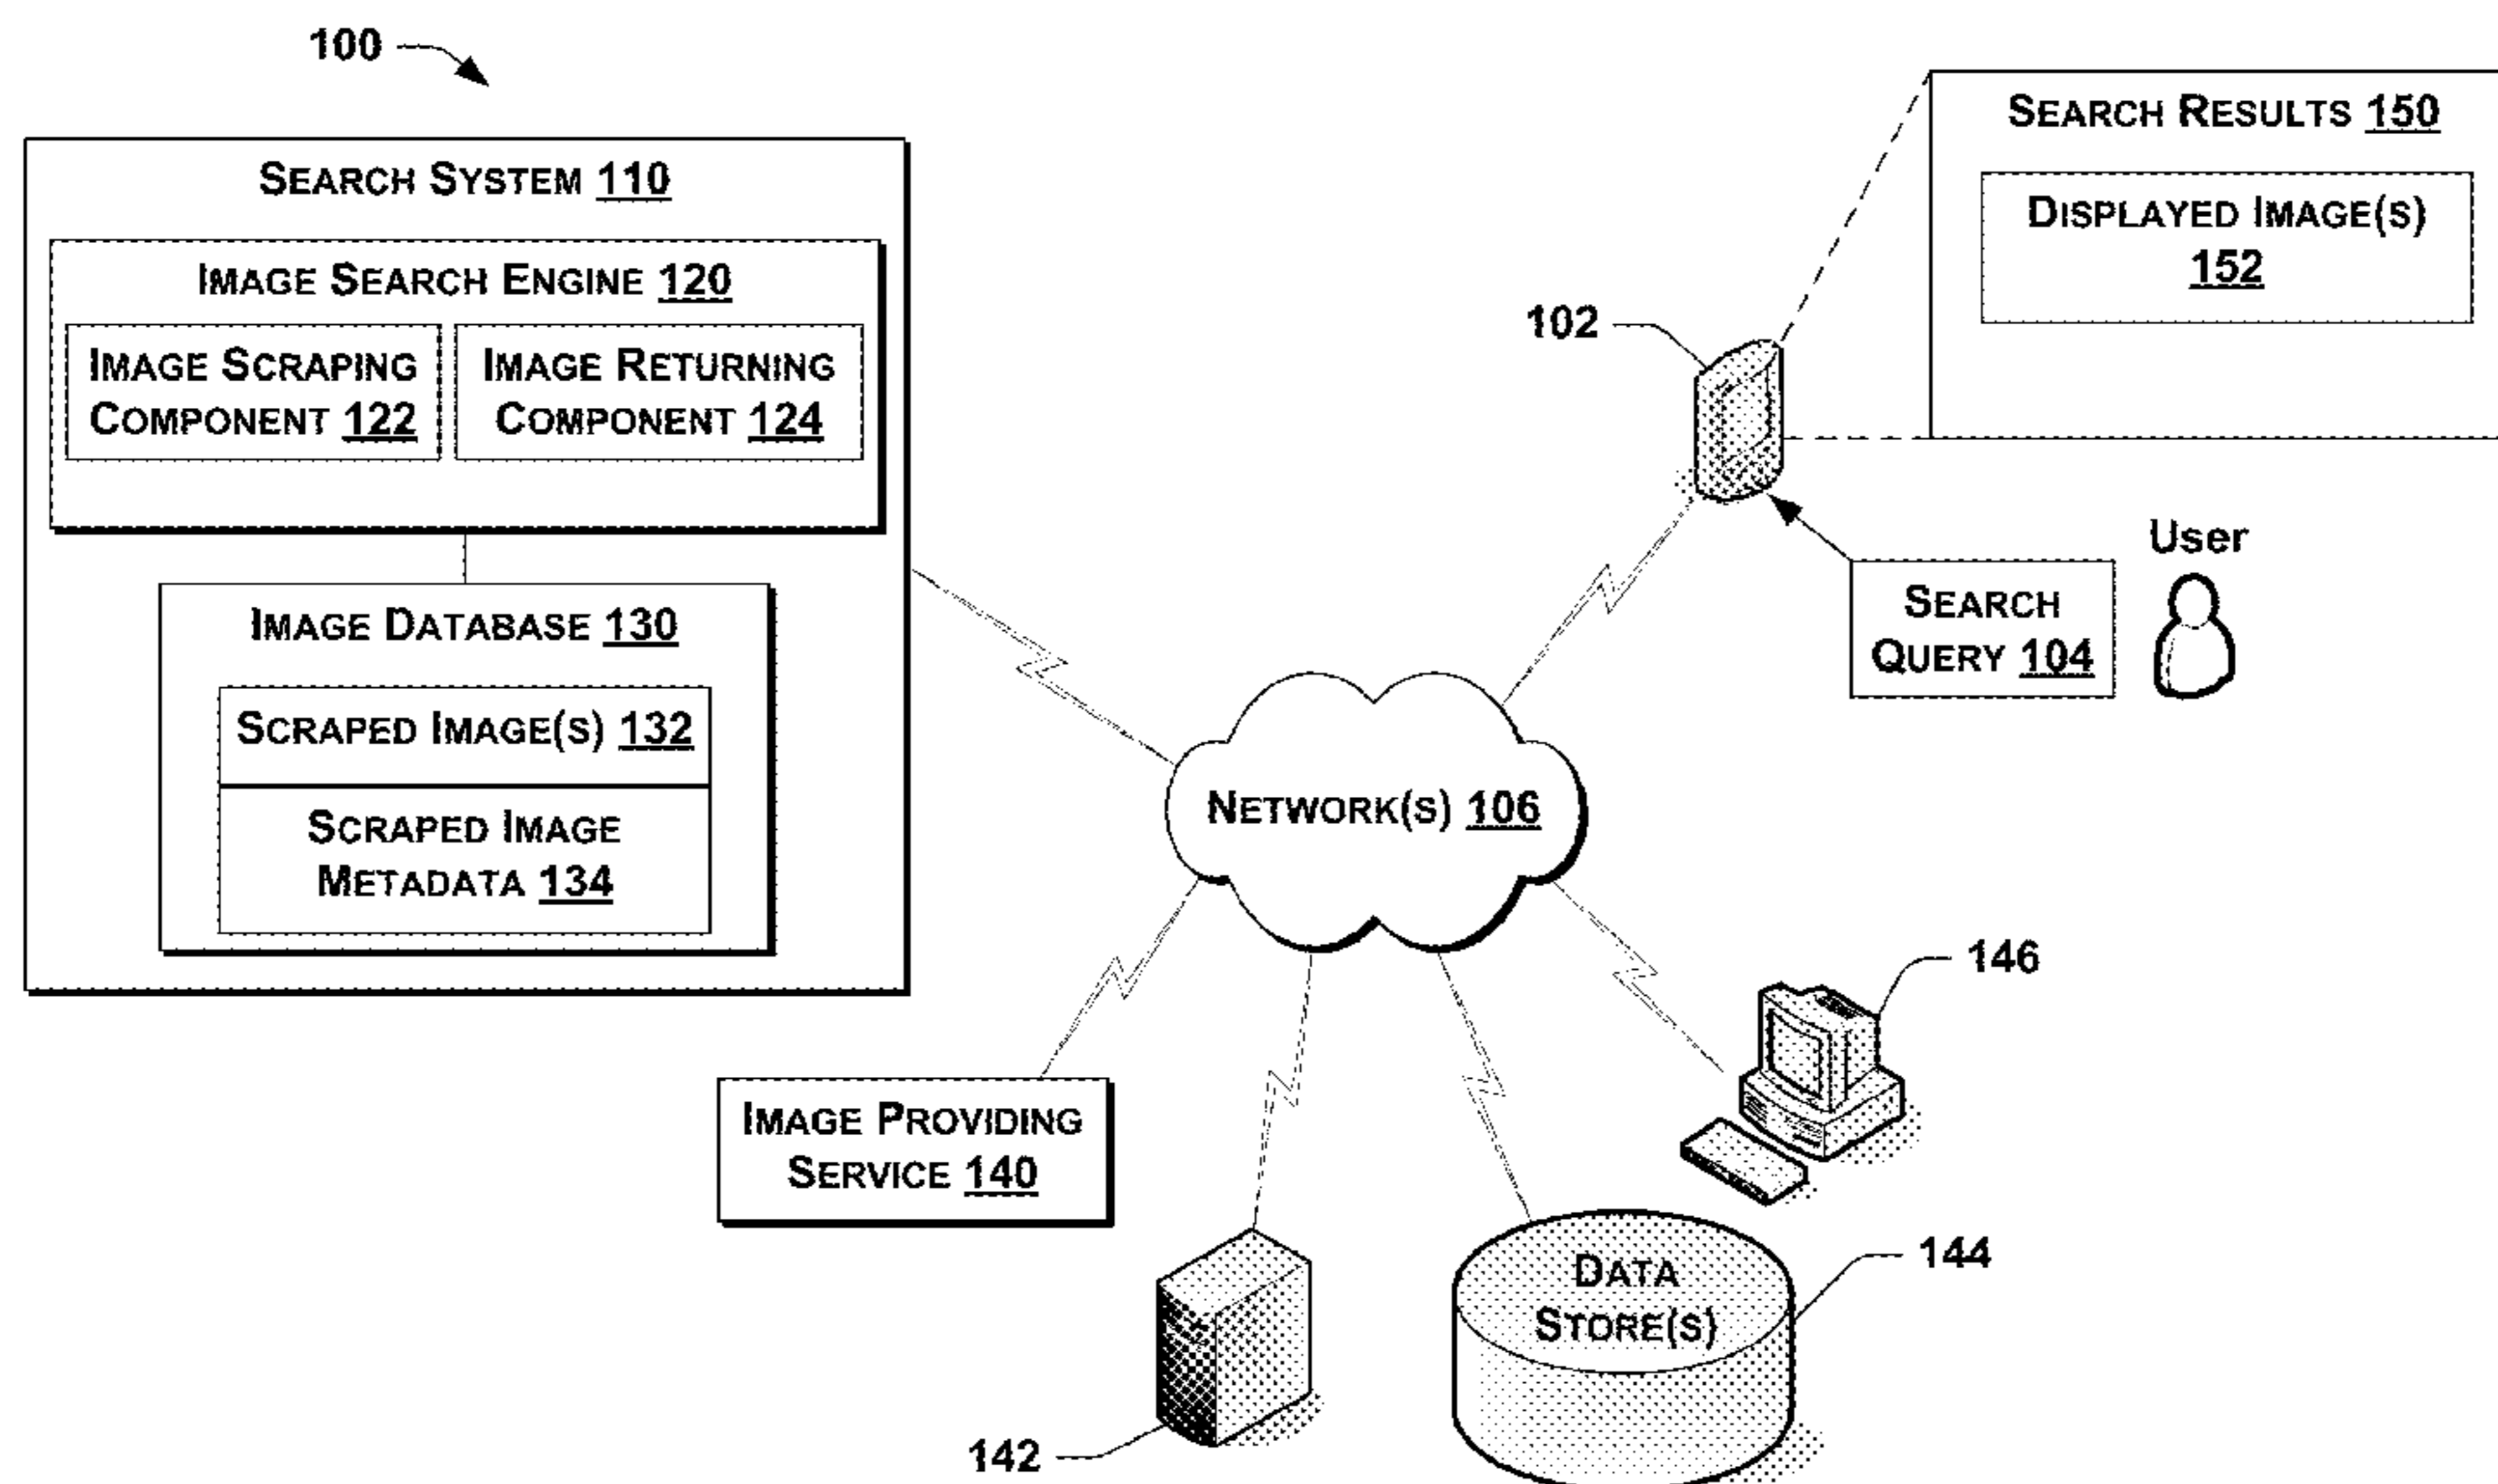 100
SEARCH SYSTEM 110
IMAGE SEARCH ENGINE 120
IMAGE SCRAPING
COMPONENT 122
IMAGE RETURNING
COMPONENT 124
IMAGE DATABASE 130
SCRAPED IMAGE(S) 132
SCRAPED IMAGE
METADATA 134
SEARCH RESULTS 150
DISPLAYED IMAGE(S)
152
102
User
SEARCH
QUERY 104
NETWORK(S) 106
146
IMAGE PROVIDING
SERVICE 140
DATA
STORE(S)
144
142